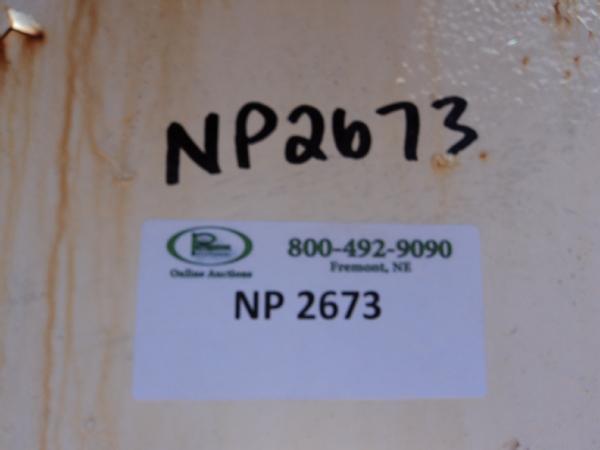 NP2673
800-492-9090
Fremont, NE
Online Auctions
NP 2673